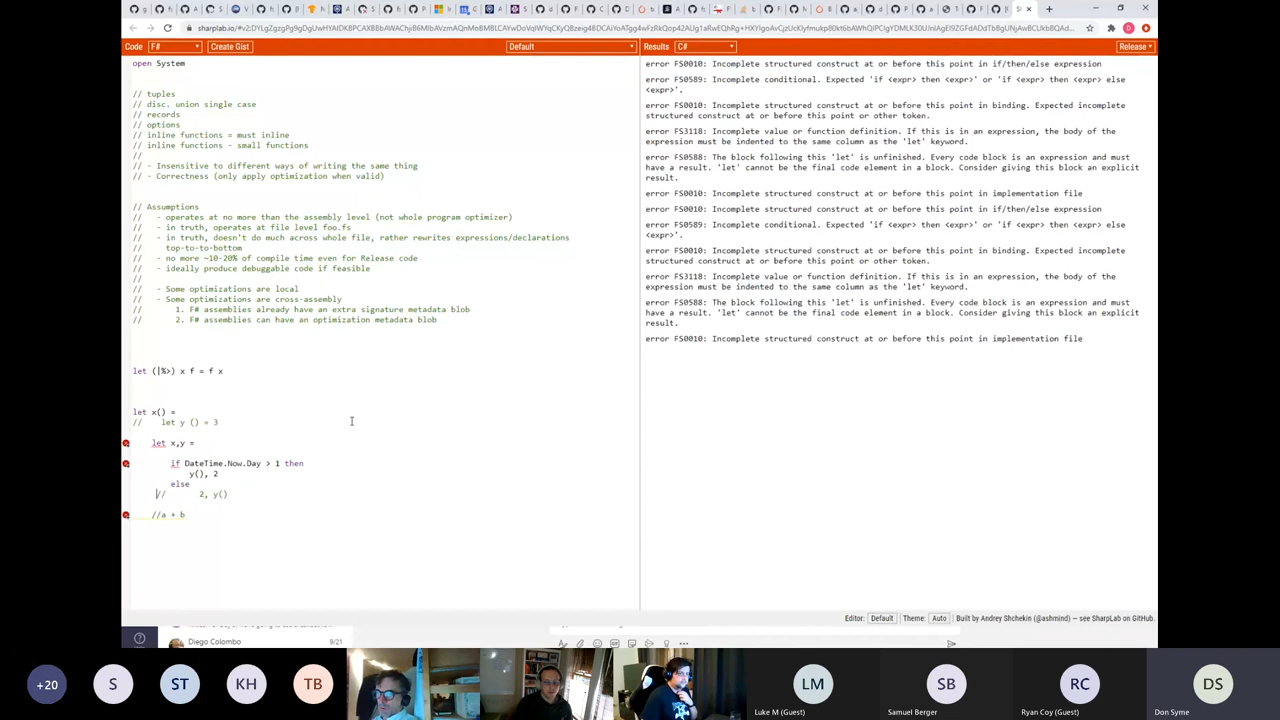 Code F#
Create Gist
Default
Results C#
Release
open System
// tuples
// disc. union single case
// records
// options
// inline functions = must inline
// inline functions - small functions
//
// - Insensitive to different ways of writing the same thing
// - Correctness (only apply optimization when valid)
// Assumptions
// - operates at no more than the assembly level (not whole program optimizer)
// - in truth, operates at file level foo.fs
// - in truth, doesn't do much across whole file, rather rewrites expressions/declarations
// top-to-to-bottom
// - no more ~10-20% of compile time even for Release code
// - ideally produce debuggable code if feasible
//
// - Some optimizations are local
// - Some optimizations are cross-assembly
// 1. F# assemblies already have an extra signature metadata blob
// 2. F# assemblies can have an optimization metadata blob
let (|%>) x f = f x
let x() =
// let y () = 3
let x,y =
if DateTime.Now.Day > 1 then
y(), 2
else
// 2, y()
//a + b
error FS0010: Incomplete structured construct at or before this point in if/then/else expression
error FS0589: Incomplete conditional. Expected 'if <expr> then <expr>' or 'if <expr> then <expr> else
<expr>'.
error FS0010: Incomplete structured construct at or before this point in binding. Expected incomplete
structured construct at or before this point or other token.
error FS3118: Incomplete value or function definition. If this is in an expression, the body of the
expression must be indented to the same column as the 'let' keyword.
error FS0588: The block following this 'let' is unfinished. Every code block is an expression and must
have a result. 'let' cannot be the final code element in a block. Consider giving this block an explicit
result.
error FS0010: Incomplete structured construct at or before this point in implementation file
error FS0010: Incomplete structured construct at or before this point in if/then/else expression
error FS0589: Incomplete conditional. Expected 'if <expr> then <expr>' or 'if <expr> then <expr> else
<expr>'.
error FS0010: Incomplete structured construct at or before this point in binding. Expected incomplete
structured construct at or before this point or other token.
error FS3118: Incomplete value or function definition. If this is in an expression, the body of the
expression must be indented to the same column as the 'let' keyword.
error FS0588: The block following this 'let' is unfinished. Every code block is an expression and must
have a result. 'let' cannot be the final code element in a block. Consider giving this block an explicit
result.
error FS0010: Incomplete structured construct at or before this point in implementation file
Editor: Default Theme: Auto Built by Andrey Shchekin (@ashmind) — see SharpLab on GitHub.
Diego Colombo 9/21
+20
S
ST
KH
TB
LM
Luke M (Guest)
SB
Samuel Berger
RC
Ryan Coy (Guest)
DS
Don Syme